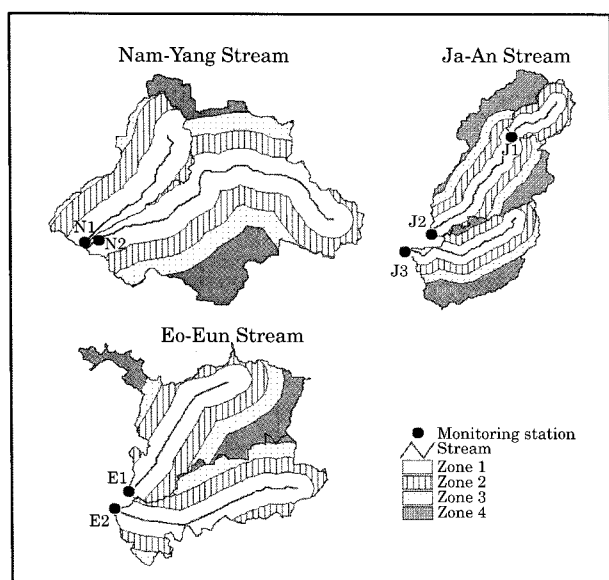 Nam-Yang Stream
Ja-An Stream
N1
N2
J1
J2
J3
Eo-Eun Stream
E1
E2
Monitoring station
Stream
Zone 1
Zone 2
Zone 3
Zone 4